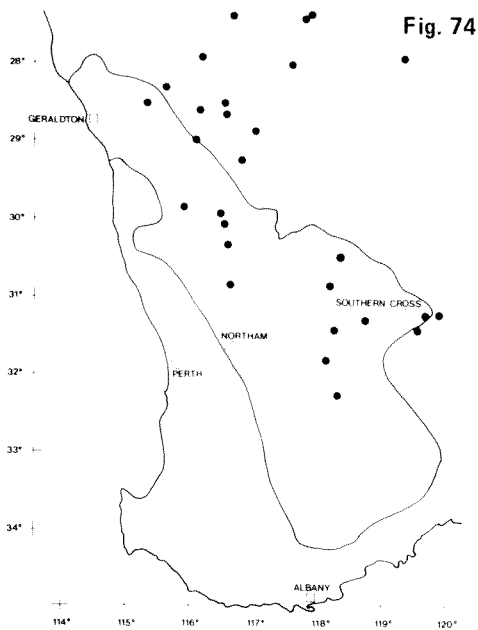 Fig. 74
28°
GERALDTON
29°
30°
31°
SOUTHERN CROSS
NORTHAM
32°
PERTH
33°
34°
ALBANY
114° 115° 116° 117° 118° 119° 120°